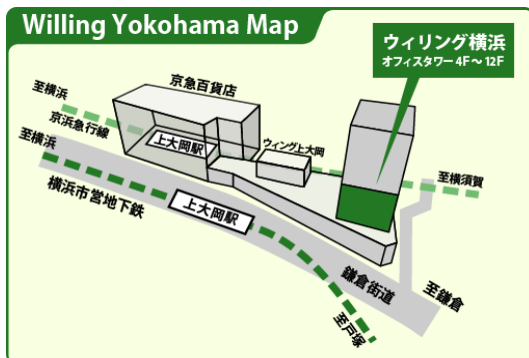 Willing Yokohama Map
ウィリング横浜
オフィスタワー 4F～12F
京急百貨店
至横浜
京浜急行線
上大岡駅
ウィング上大岡
至横浜
至横須賀
横浜市営地下鉄
上大岡駅
鎌倉街道
至鎌倉
至戸塚